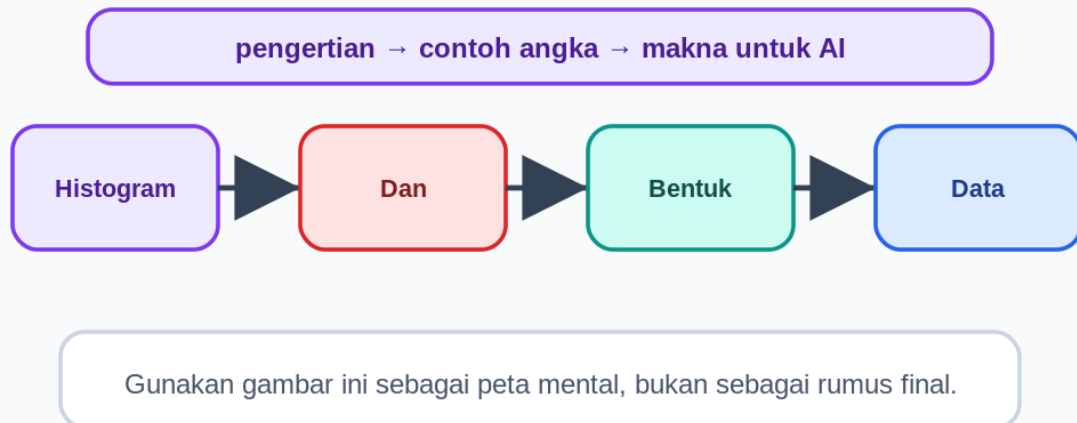 pengertian → contoh angka → makna untuk AI
Histogram
Dan
Bentuk
Data
Gunakan gambar ini sebagai peta mental, bukan sebagai rumus final.